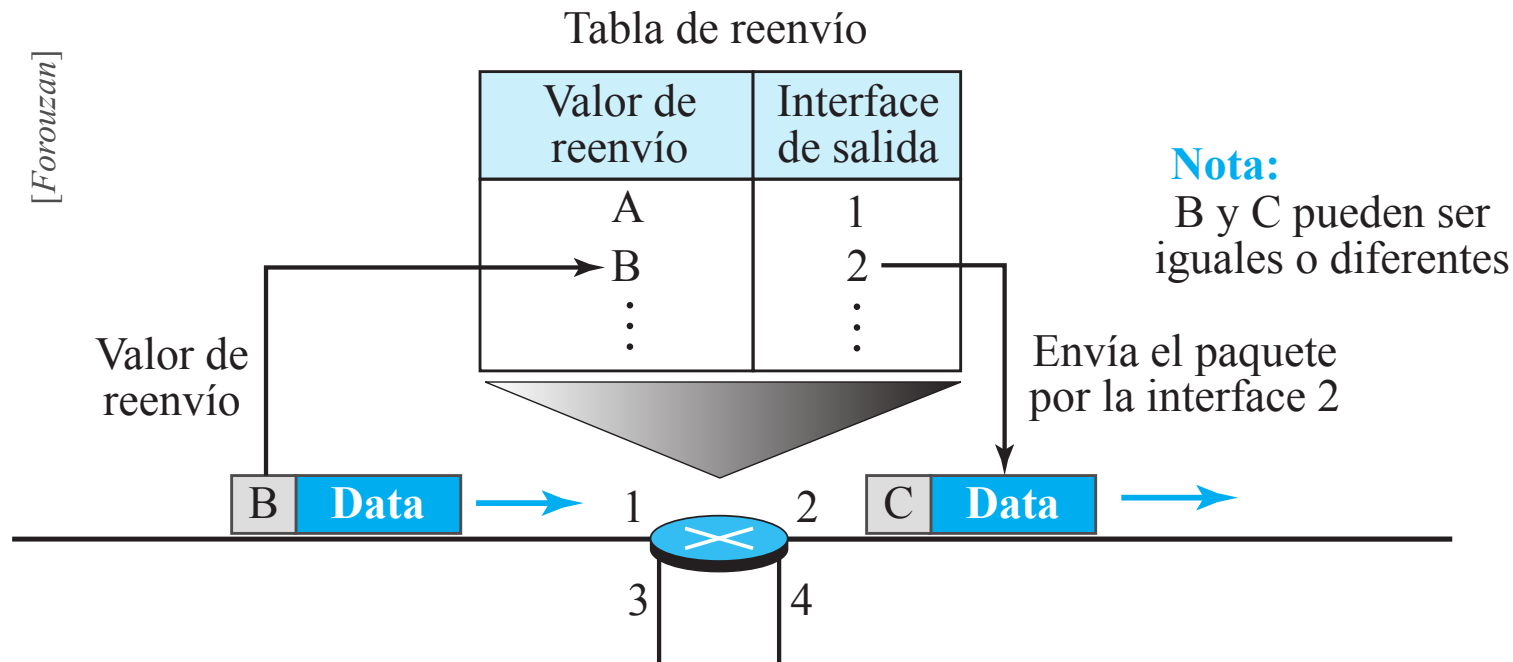 [Forouzan]
Tabla de reenvío
Valor de
reenvío
Interface
de salida
A
1
B
2
Nota:
B y C pueden ser
iguales o diferentes
Valor de
reenvío
Envía el paquete
por la interface 2
B
Data
1
2
C
Data
3
4